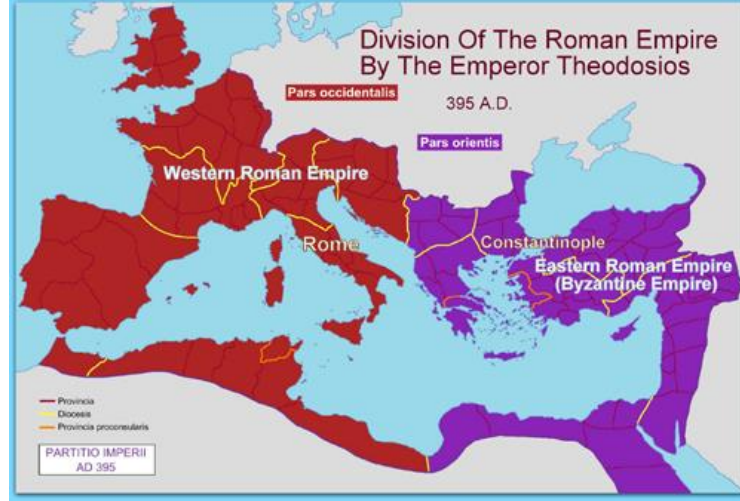 Division Of The Roman Empire
By The Emperor Theodosios
Pars occidentalis
395 A.D.
Pars orientis
Western Roman Empire
Rome
Constantinople
Eastern Roman Empire
(Byzantine Empire)
Provincia
Diocesis
Provincia proconsularis
PARTITIO IMPERII
AD 395